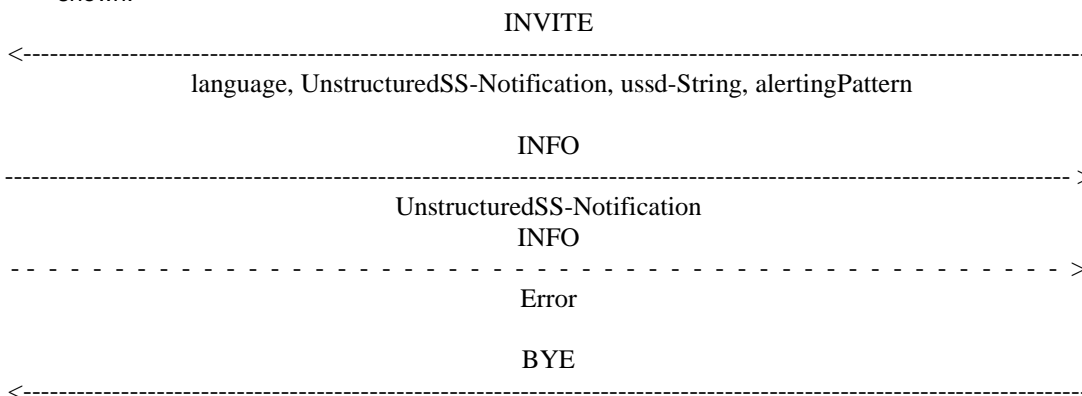 INVITE
<------------------------------------------------------------------------------------------------------------------------
language, UnstructuredSS-Notification, ussd-String, alertingPattern
INFO
------------------------------------------------------------------------------------------------------------------------ >
UnstructuredSS-Notification
INFO
- - - - - - - - - - - - - - - - - - - - - - - - - - - - - - - - - - - - - - - - - - - - - - - - - - - - - - - - >
Error
BYE
<------------------------------------------------------------------------------------------------------------------------